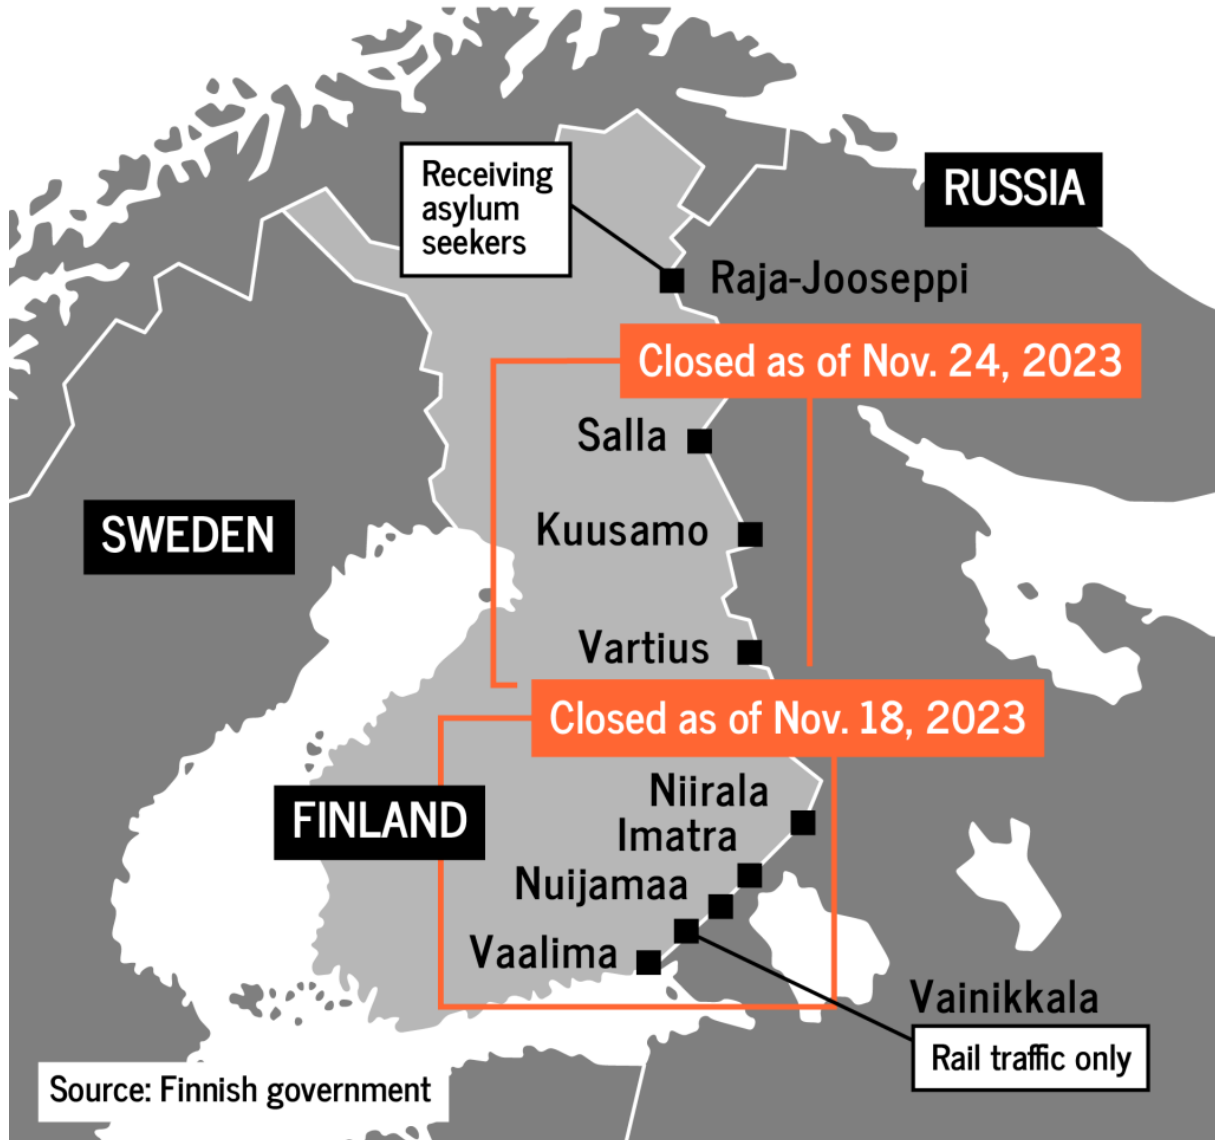 Receiving
asylum
seekers
RUSSIA
Raja-Jooseppi
Closed as of Nov. 24, 2023
Salla
SWEDEN
Kuusamo
Vartius
Closed as of Nov. 18, 2023
Niirala
FINLAND
Imatra
Nuijamaa
Vaalima
Vainikkala
Rail traffic only
Source: Finnish government